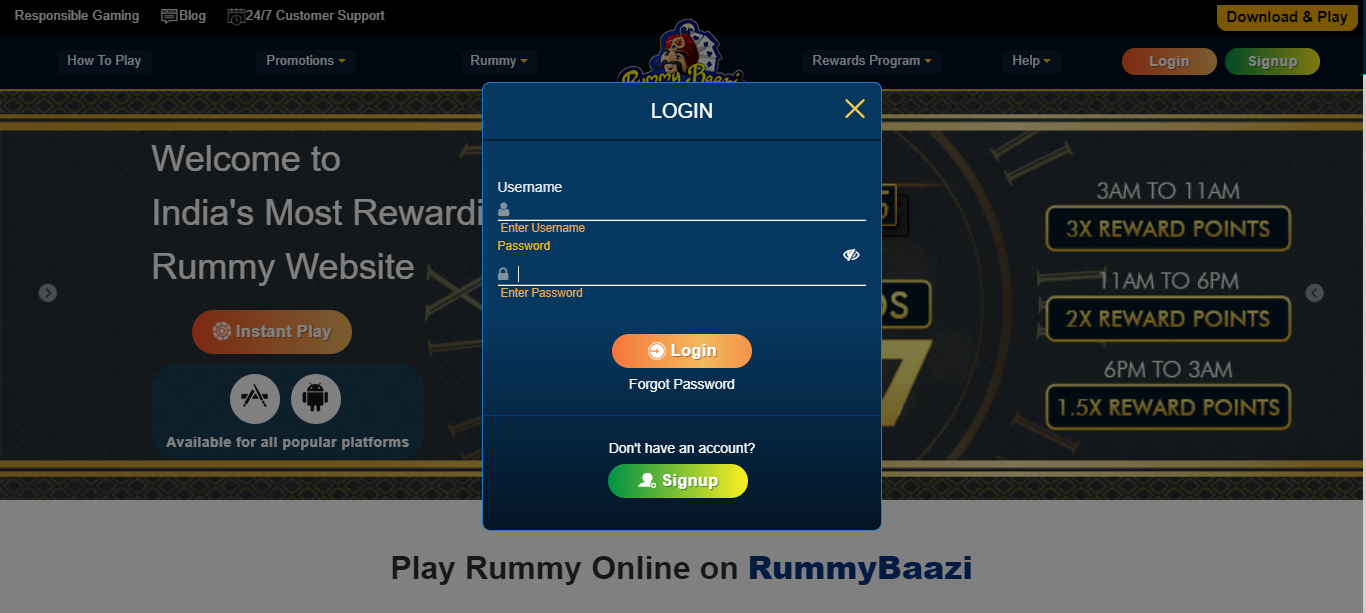 Responsible Gaming
Blog
24/7 Customer Support
Download & Play
How To Play
Promotions
Rummy
Rummy Baazi
Rewards Program
Help
Login
Signup
LOGIN
Username
Enter Username
Password
Enter Password
Login
Forgot Password
Don't have an account?
Signup
Welcome to
India's Most Rewardi
Rummy Website
Instant Play
Available for all popular platforms
3AM TO 11AM
3X REWARD POINTS
11AM TO 6PM
2X REWARD POINTS
6PM TO 3AM
1.5X REWARD POINTS
Play Rummy Online on RummyBaazi